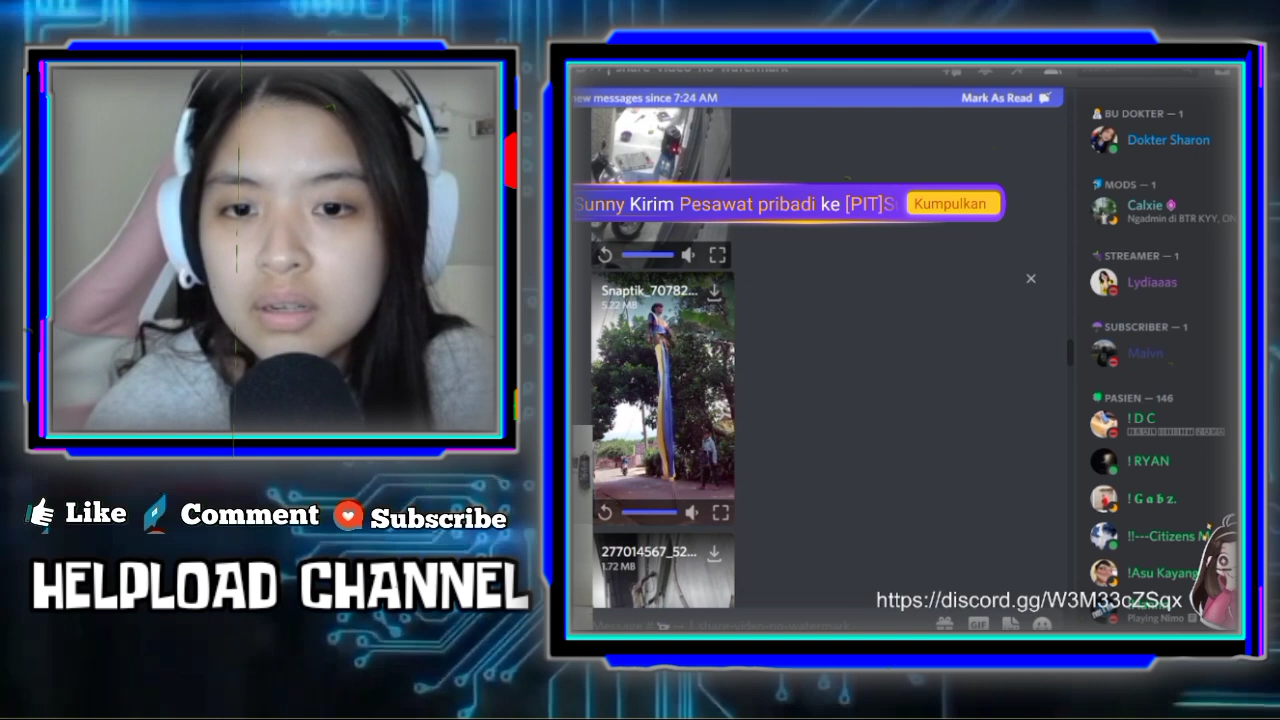 new messages since 7:24 AM
Mark As Read
Sunny Kirim Pesawat pribadi ke [PIT]S
Kumpulkan
Snaptik_70782...
5.22 MB
277014567_52...
1.72 MB
BU DOKTER — 1
Dokter Sharon
MODS — 1
Calxie
Ngadmin di BTR KYY, ON
STREAMER — 1
Lydiaaas
SUBSCRIBER — 1
Malvn
PASIEN — 146
! D C
! RYAN
! G a b z.
!!---Citizens M
!Asu Kayang
Playing Nimo
https://discord.gg/W3M33cZSqx
GIF
Like
Comment
Subscribe
HELPLOAD CHANNEL